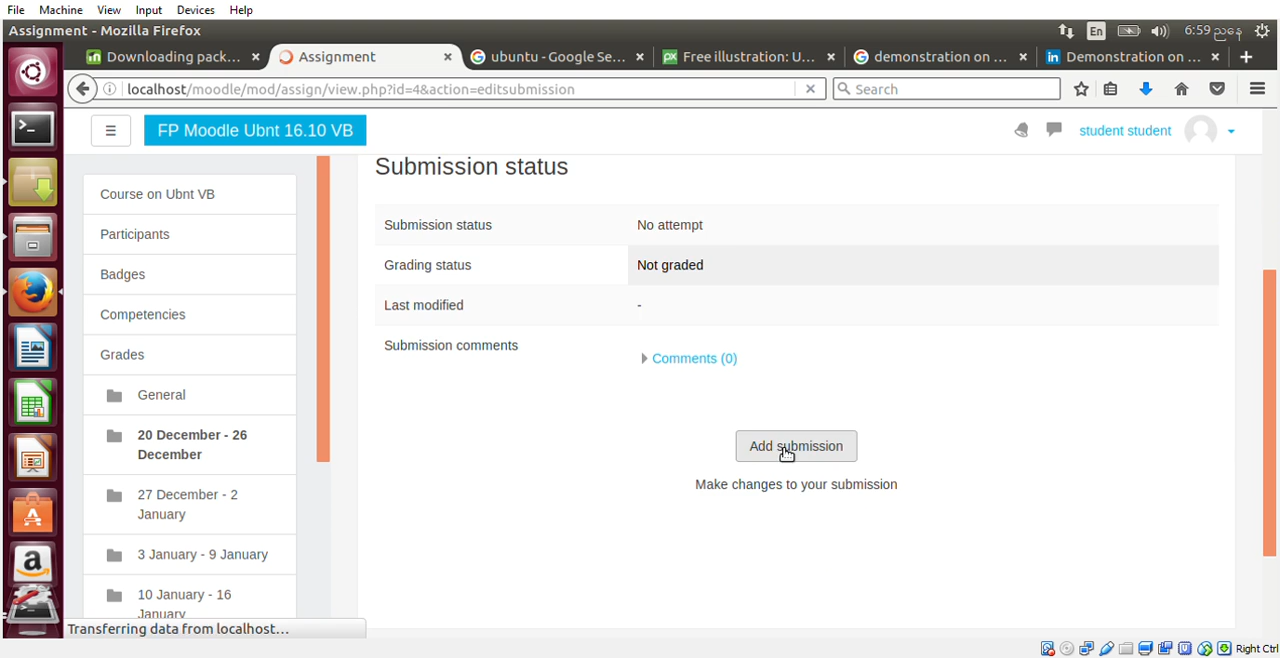 File Machine View Input Devices Help
Assignment - Mozilla Firefox
En 6:59 ညနေ
Downloading pack... × Assignment × ubuntu - Google Se... × Free illustration: U... × demonstration on ... × Demonstration on ... ×
localhost/moodle/mod/assign/view.php?id=4&action=editsubmission
Search
FP Moodle Ubnt 16.10 VB
student student
Course on Ubnt VB
Participants
Badges
Competencies
Grades
General
20 December - 26
December
27 December - 2
January
3 January - 9 January
10 January - 16
January
Submission status
Submission status No attempt
Grading status Not graded
Last modified -
Submission comments
Comments (0)
Add submission
Make changes to your submission
Transferring data from localhost...
Right Ctrl